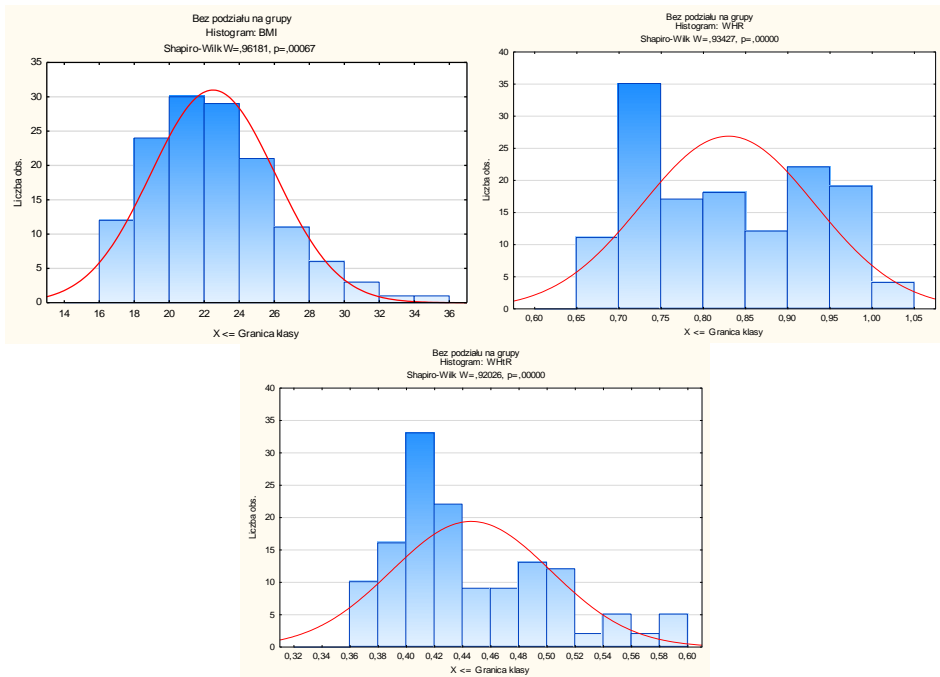 Bez podziału na grupy
Histogram: BMI
Shapiro-Wilk W=,96181, p=,00067
35
30
25
20
15
10
5
0
Liczba obs.
14 16 18 20 22 24 26 28 30 32 34 36
X <= Granica klasy
Bez podziału na grupy
Histogram: WHR
Shapiro-Wilk W=,93427, p=,00000
40
35
30
25
20
15
10
5
0
Liczba obs.
0,60 0,65 0,70 0,75 0,80 0,85 0,90 0,95 1,00 1,05
X <= Granica klasy
Bez podziału na grupy
Histogram: WHtR
Shapiro-Wilk W=,92026, p=,00000
40
35
30
25
20
15
10
5
0
Liczba obs.
0,32 0,34 0,36 0,38 0,40 0,42 0,44 0,46 0,48 0,50 0,52 0,54 0,56 0,58 0,60
X <= Granica klasy